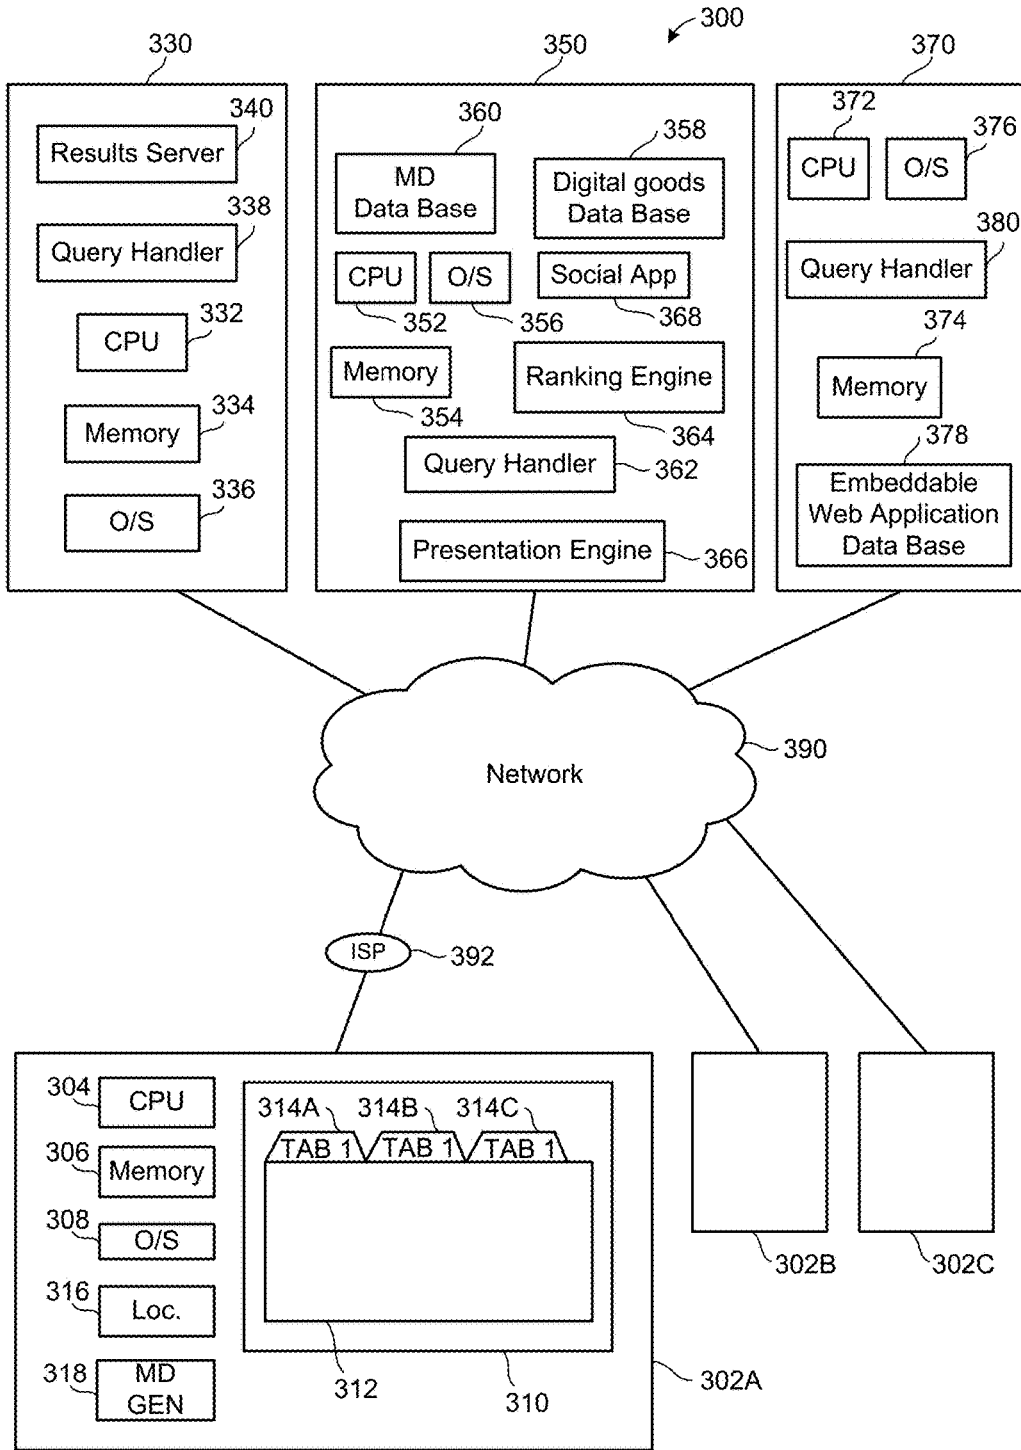 300
330
350
370
340
Results Server
338
Query Handler
332
CPU
334
Memory
336
O/S
360
MD
Data Base
358
Digital goods
Data Base
CPU
352
O/S
356
Social App
368
Memory
354
Ranking Engine
364
Query Handler
362
Presentation Engine
366
372
CPU
376
O/S
380
Query Handler
374
Memory
378
Embeddable
Web Application
Data Base
Network
390
ISP
392
304
CPU
306
Memory
308
O/S
316
Loc.
318
MD
GEN
314A
314B
314C
TAB 1
TAB 1
TAB 1
312
310
302A
302B
302C